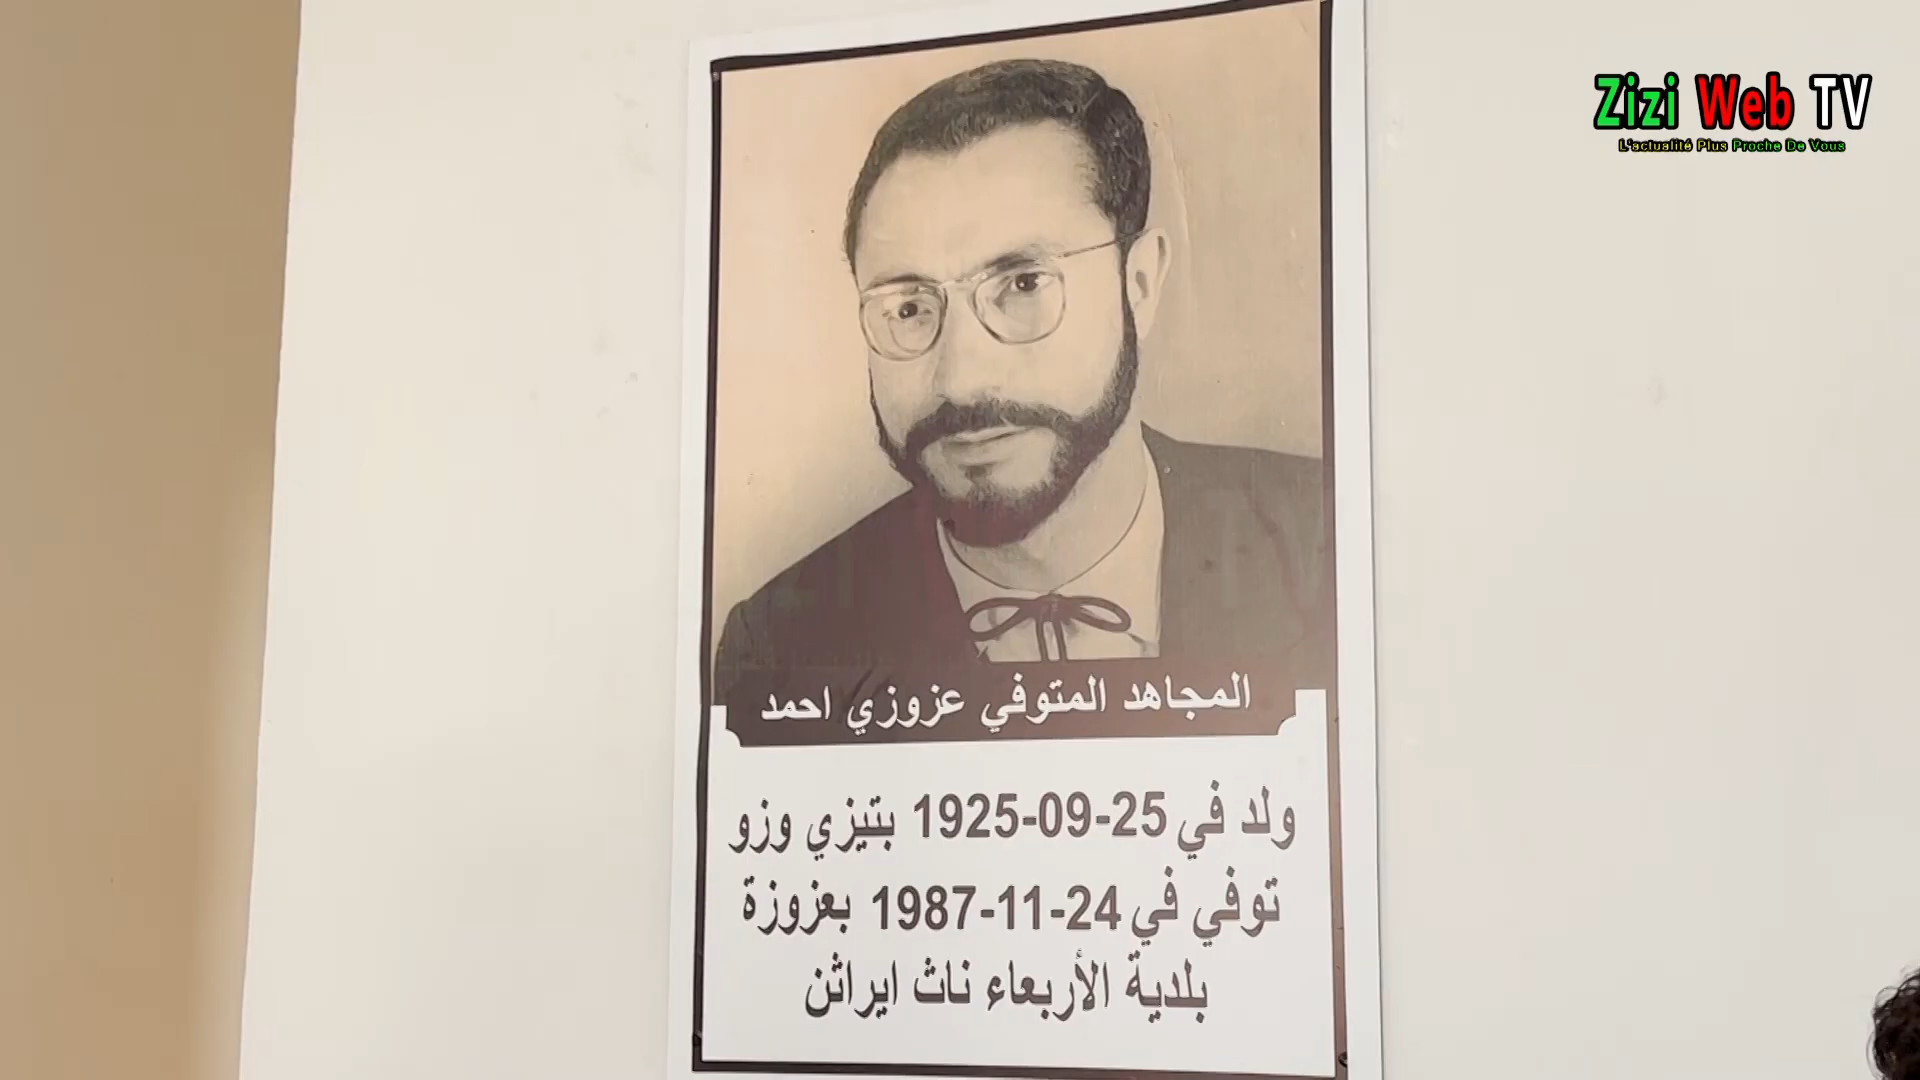 Zizi Web TV
L'actualité Plus Proche De Vous
المجاهد المتوفي عزوزي احمد
ولد في 25-09-1925 بتيزي وزو
توفي في 24-11-1987 بعزوزة
بلدية الأربعاء ناث ايراثن